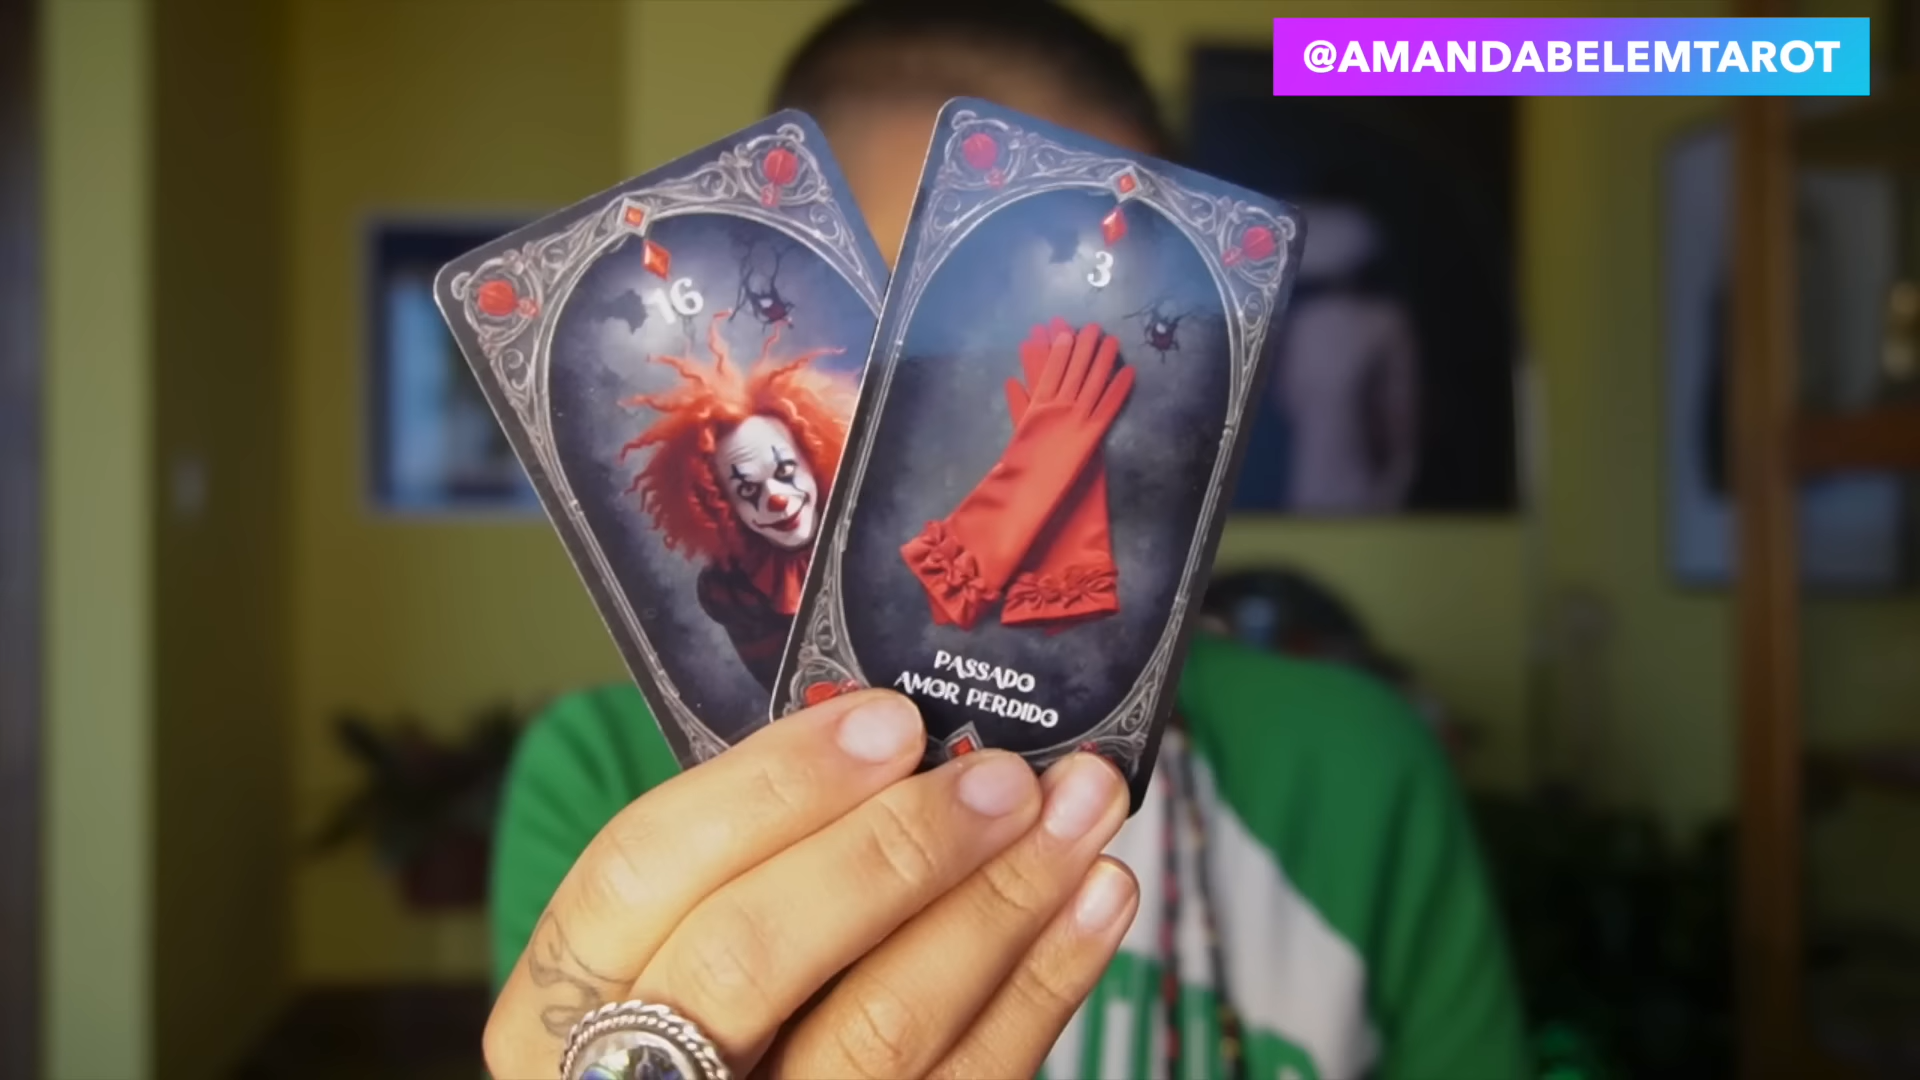 @AMANDABELEMTAROT
16
3
PASSADO
AMOR PERDIDO